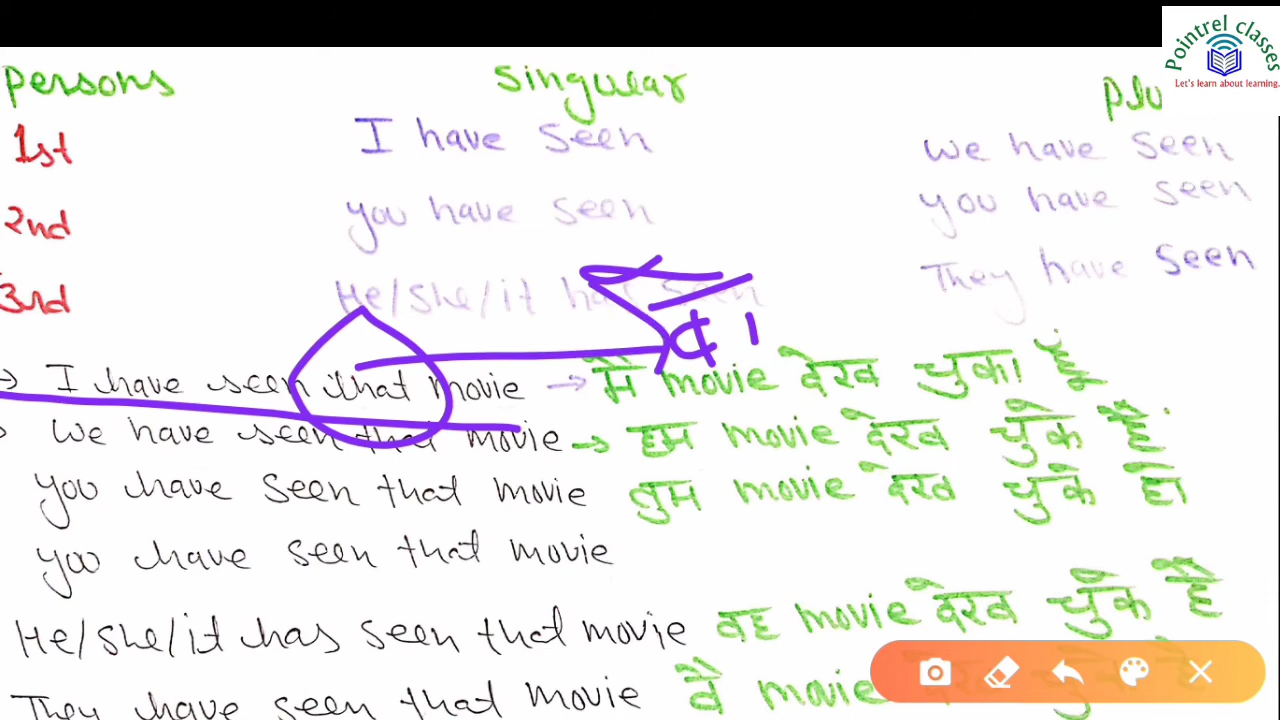 Pointrel classes
Let's learn about learning.
Persons Singular Plu
1st I have seen We have seen
2nd you have seen you have seen
3rd He/she/it has seen They have seen
→ I have seen that movie → मैं movie देख चुका हूँ
We have seen that movie → हम movie देख चुके हैं
you have seen that movie तुम movie देख चुके हो
you have seen that movie
He/she/it has seen that movie वह movie देख चुके है
They have seen that movie वे movie